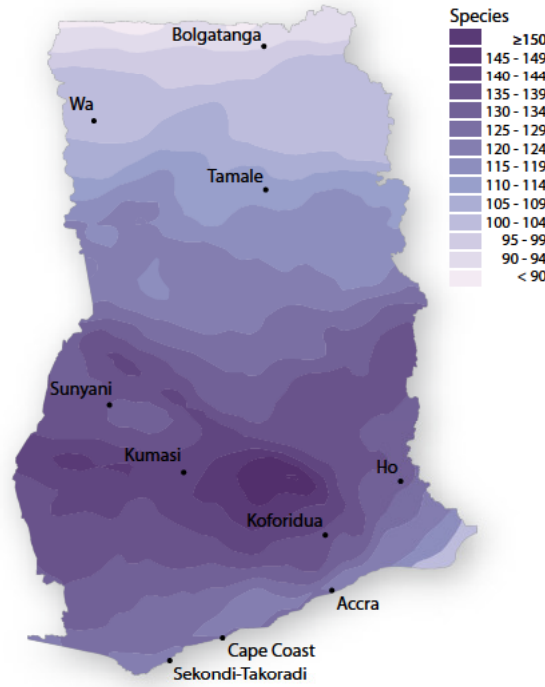 Species
≥150
145 - 149
140 - 144
135 - 139
130 - 134
125 - 129
120 - 124
115 - 119
110 - 114
105 - 109
100 - 104
95 - 99
90 - 94
< 90
Bolgatanga
Wa
Tamale
Sunyani
Kumasi
Ho
Koforidua
Accra
Cape Coast
Sekondi-Takoradi